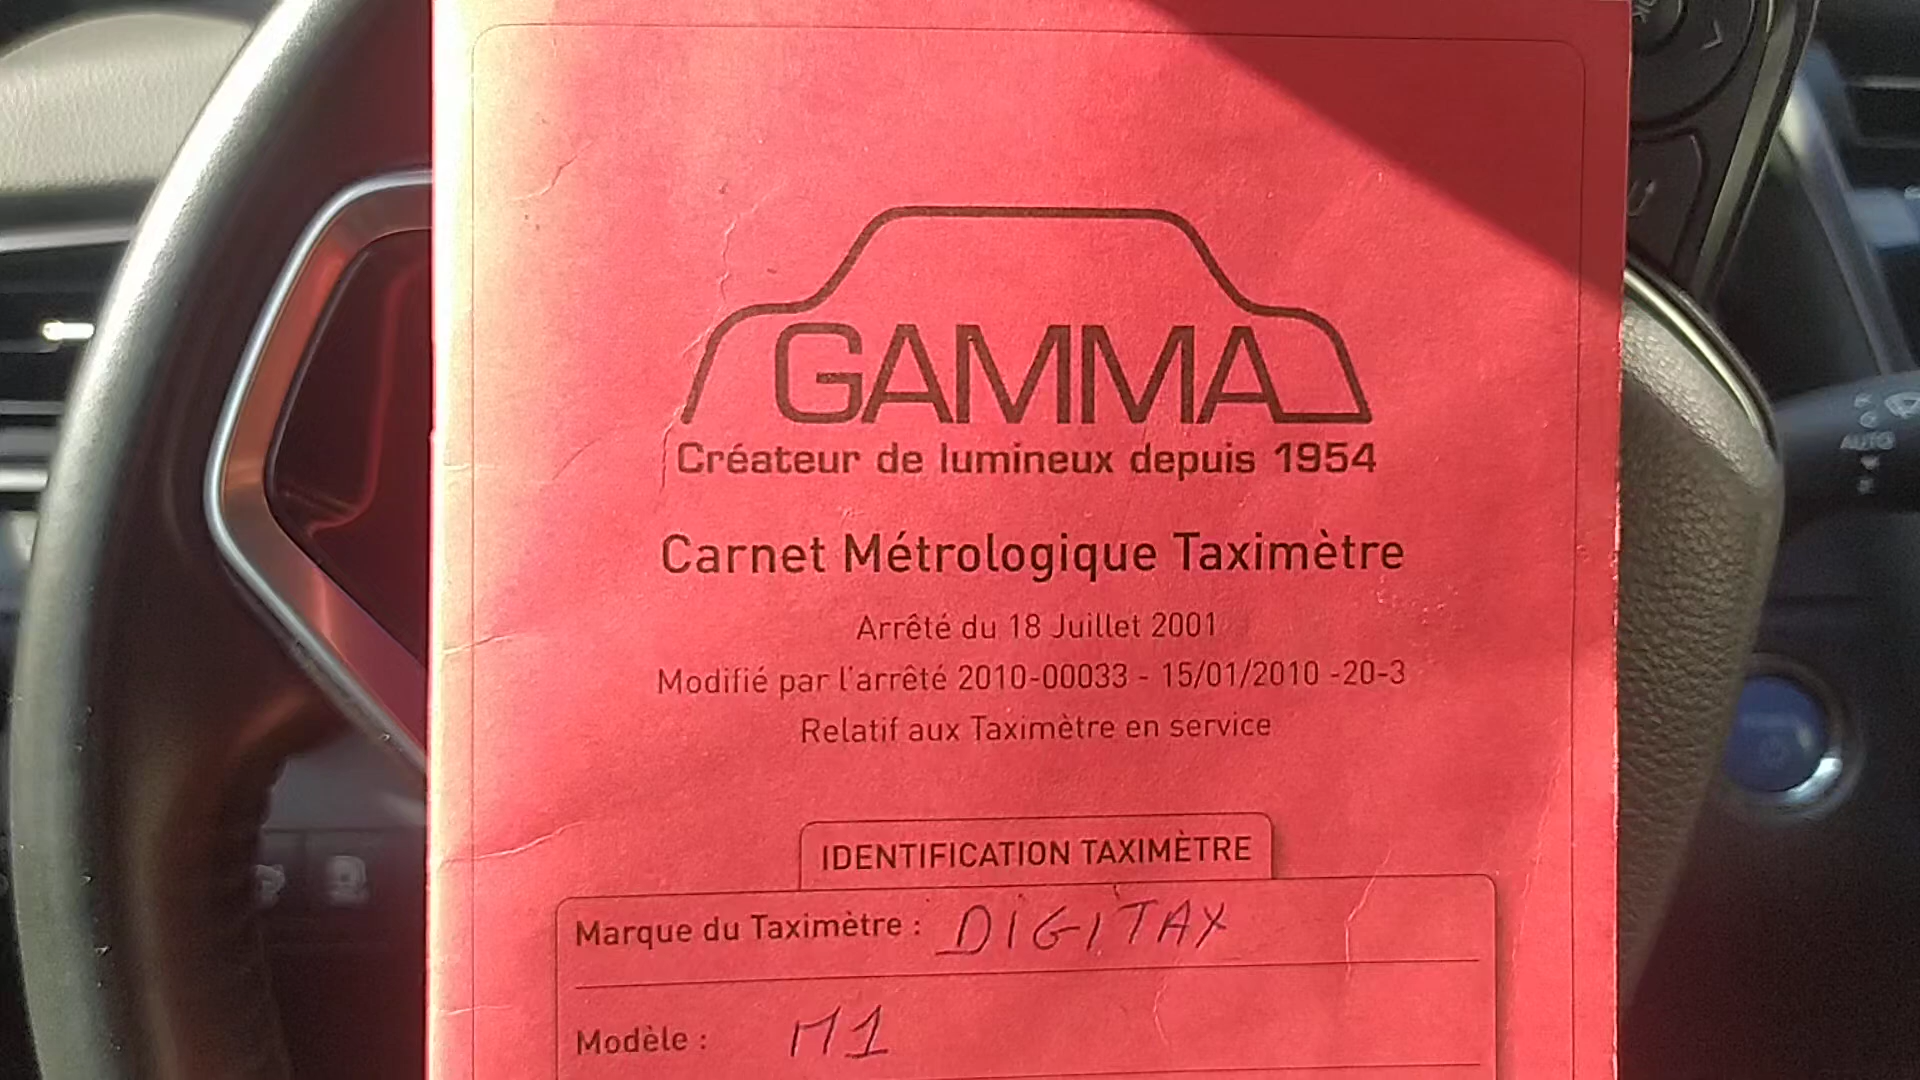 GAMMA
Créateur de lumineux depuis 1954
Carnet Métrologique Taximètre
Arrêté du 18 Juillet 2001
Modifié par l'arrêté 2010-00033 - 15/01/2010 -20-3
Relatif aux Taximètre en service
IDENTIFICATION TAXIMÈTRE
Marque du Taximètre : DIGITAX
Modèle : M1
AUTO